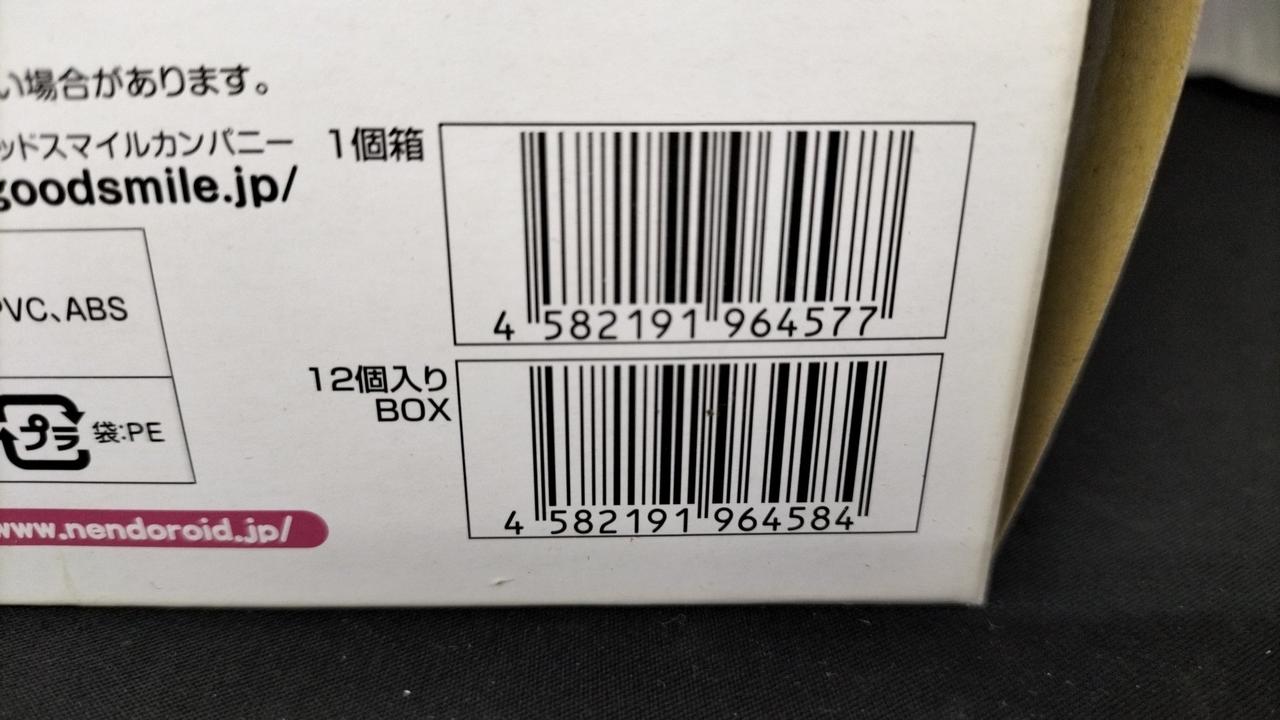 い場合があります。
ッドスマイルカンパニー
goodsmile.jp/
1個箱
4 582191 964577
PVC、ABS
12個入り
BOX
4 582191 964584
プラ
袋:PE
www.nendoroid.jp/